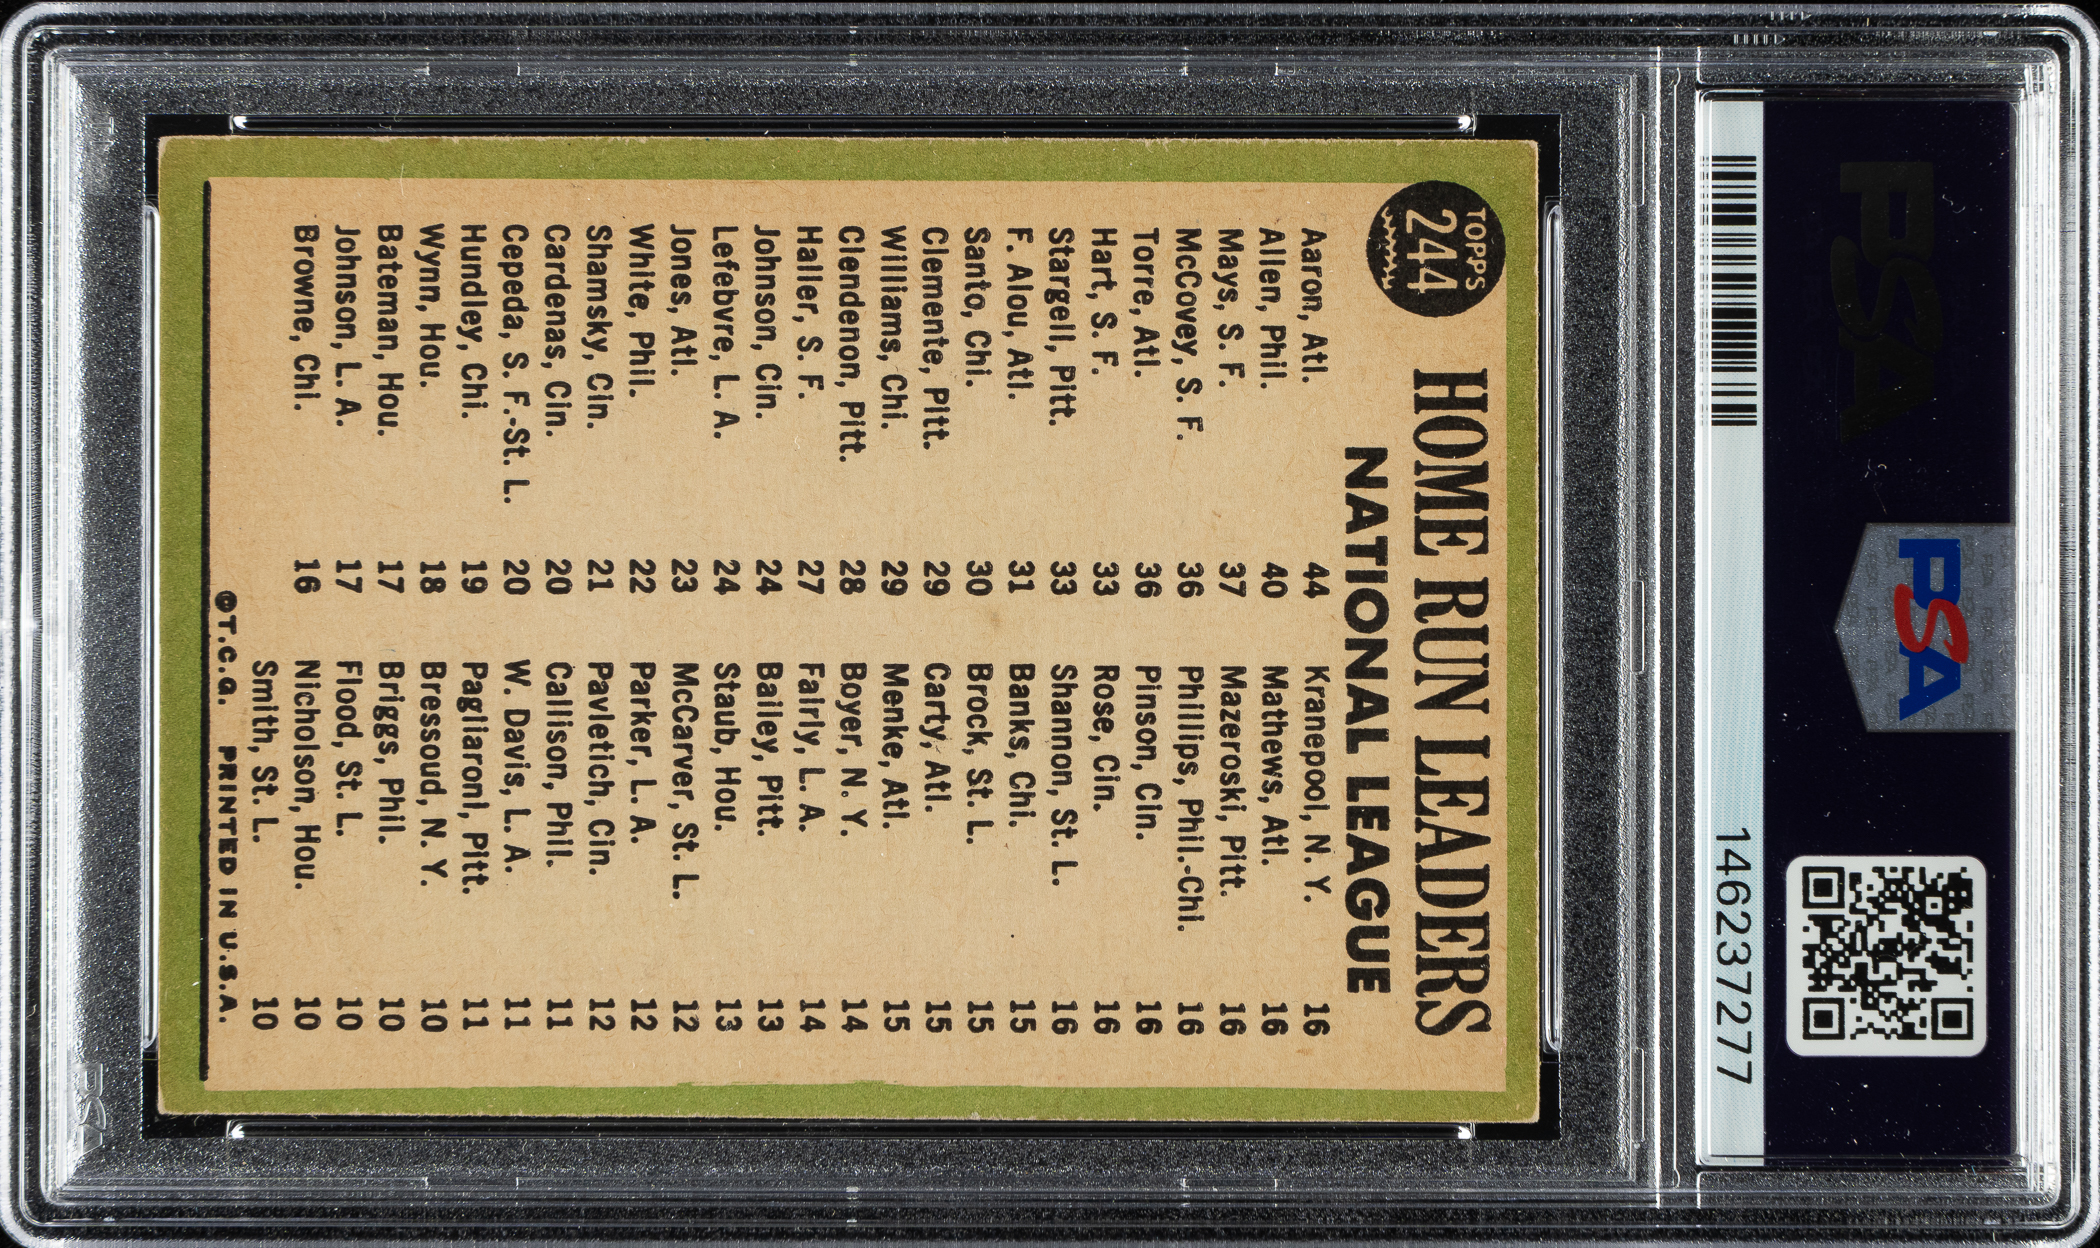 PSA
PSA
146237277
TOPPS
244
HOME RUN LEADERS
NATIONAL LEAGUE
Aaron, Atl. 44 Kranepool, N. Y. 16
Allen, Phil. 40 Mathews, Atl. 16
Mays, S. F. 37 Mazeroski, Pitt. 16
McCovey, S. F. 36 Phillips, Phil.-Chi. 16
Torre, Atl. 36 Pinson, Cin. 16
Hart, S. F. 33 Rose, Cin. 16
Stargell, Pitt. 33 Shannon, St. L. 16
F. Alou, Atl. 31 Banks, Chi. 15
Santo, Chi. 30 Brock, St. L. 15
Clemente, Pitt. 29 Carty, Atl. 15
Williams, Chi. 29 Menke, Atl. 15
Clendenon, Pitt. 28 Boyer, N. Y. 14
Haller, S. F. 27 Fairly, L. A. 14
Johnson, Cin. 24 Bailey, Pitt. 13
Lefebvre, L. A. 24 Staub, Hou. 13
Jones, Atl. 23 McCarver, St. L. 12
White, Phil. 22 Parker, L. A. 12
Shamsky, Cin. 21 Pavletich, Cin. 12
Cardenas, Cin. 20 Callison, Phil. 11
Cepeda, S. F.-St. L. 20 W. Davis, L. A. 11
Hundley, Chi. 19 Pagliaroni, Pitt. 11
Wynn, Hou. 18 Bressoud, N. Y. 10
Bateman, Hou. 17 Briggs, Phil. 10
Johnson, L. A. 17 Flood, St. L. 10
Browne, Chi. 16 Nicholson, Hou. 10
Smith, St. L. 10
©T.C.G. PRINTED IN U.S.A.
PSA